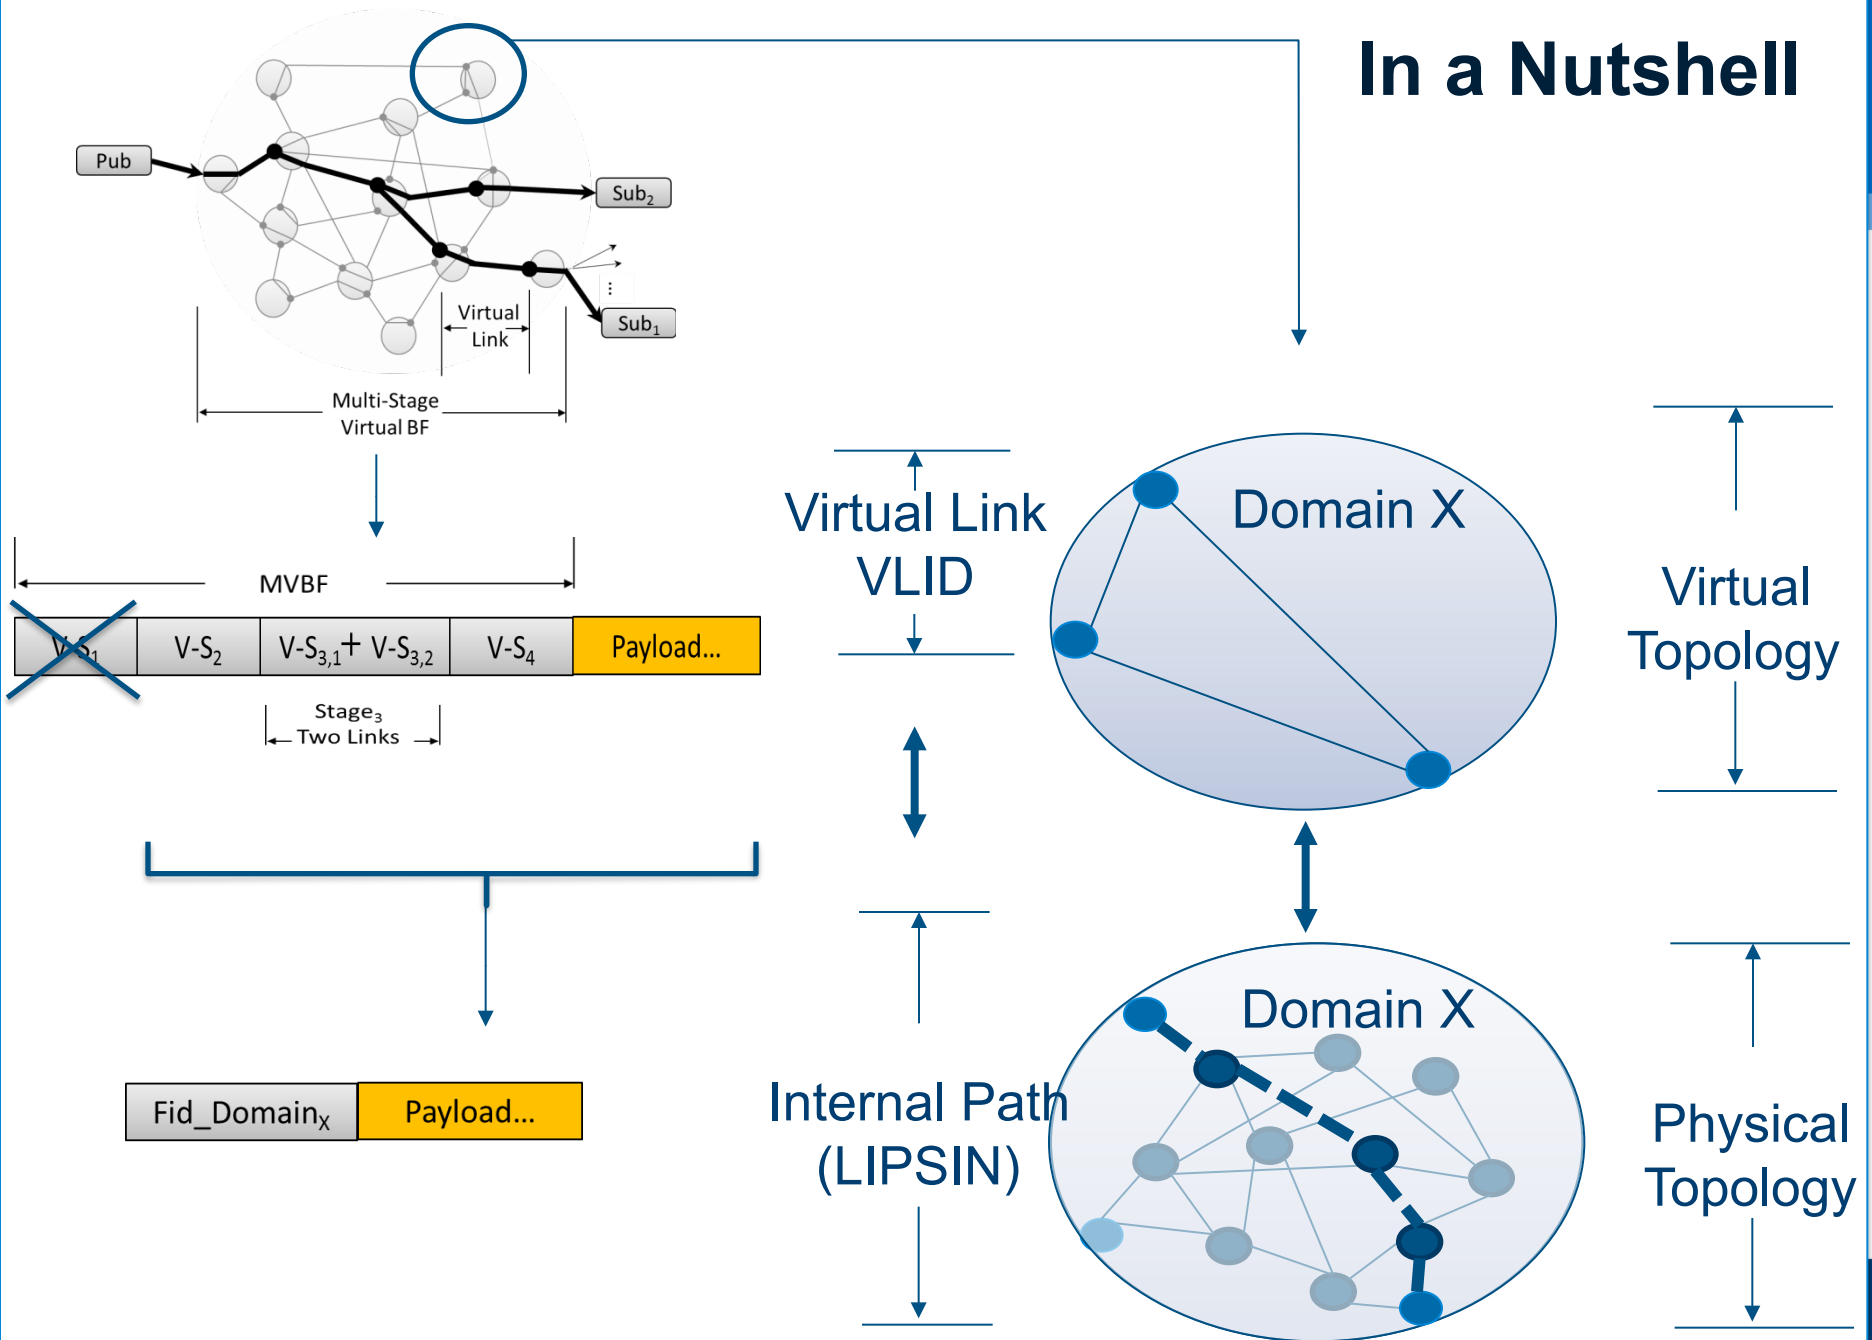 In a Nutshell
Pub
Sub2
...
Sub1
Virtual
Link
Multi-Stage
Virtual BF
MVBF
V-S1
V-S2
V-S3,1+ V-S3,2
V-S4
Payload...
Stage3
Two Links
Fid_DomainX
Payload...
Virtual Link
VLID
Domain X
Virtual
Topology
Internal Path
(LIPSIN)
Domain X
Physical
Topology